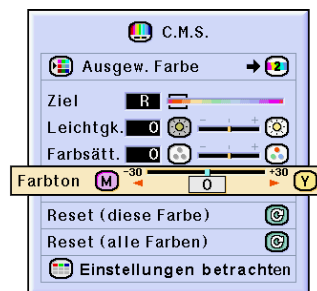 C.M.S.
Ausgew. Farbe 2
Ziel R
Leichtgk. 0 - +
Farbsätt. 0 - +
Farbton M -30 0 +30 Y
Reset (diese Farbe)
Reset (alle Farben)
Einstellungen betrachten